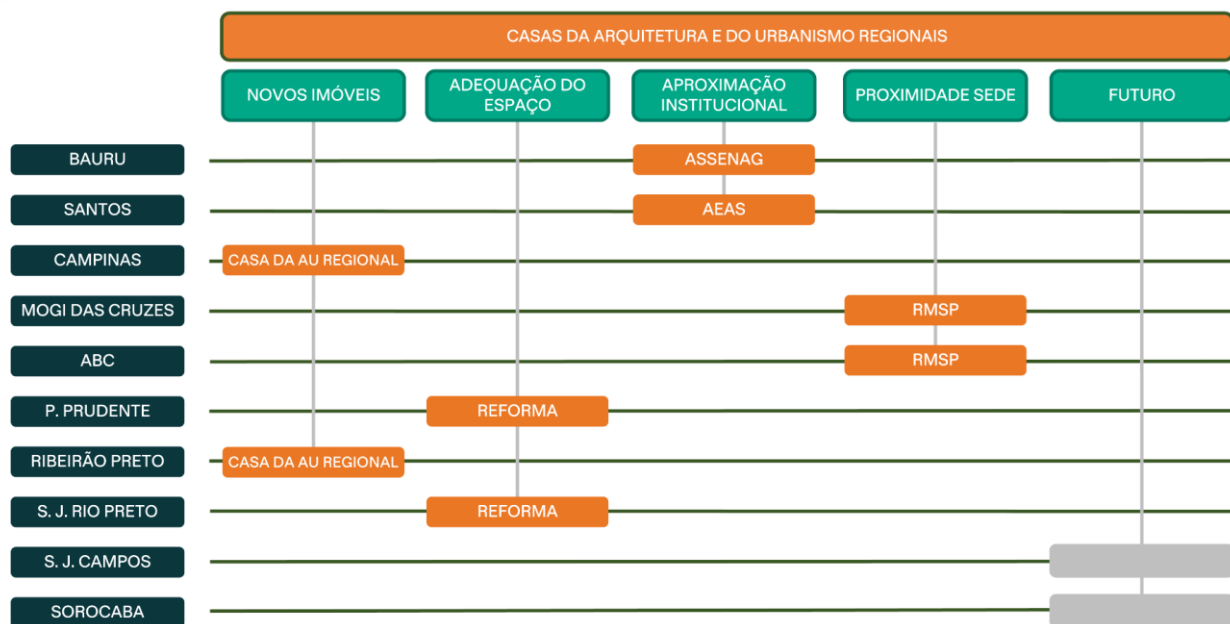 CASAS DA ARQUITETURA E DO URBANISMO REGIONAIS
NOVOS IMÓVEIS
ADEQUAÇÃO DO
ESPAÇO
APROXIMAÇÃO
INSTITUCIONAL
PROXIMIDADE SEDE
FUTURO
BAURU
ASSENAG
SANTOS
AEAS
CAMPINAS
CASA DA AU REGIONAL
MOGI DAS CRUZES
RMSP
ABC
RMSP
P. PRUDENTE
REFORMA
RIBEIRÃO PRETO
CASA DA AU REGIONAL
S. J. RIO PRETO
REFORMA
S. J. CAMPOS
SOROCABA